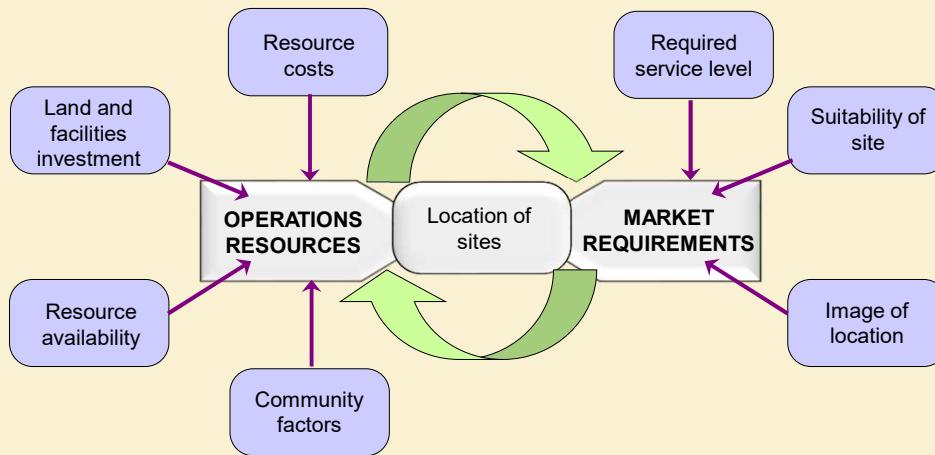 Resource
costs
Required
service level
Land and
facilities
investment
Suitability of
site
OPERATIONS
RESOURCES
Location of
sites
MARKET
REQUIREMENTS
Resource
availability
Image of
location
Community
factors